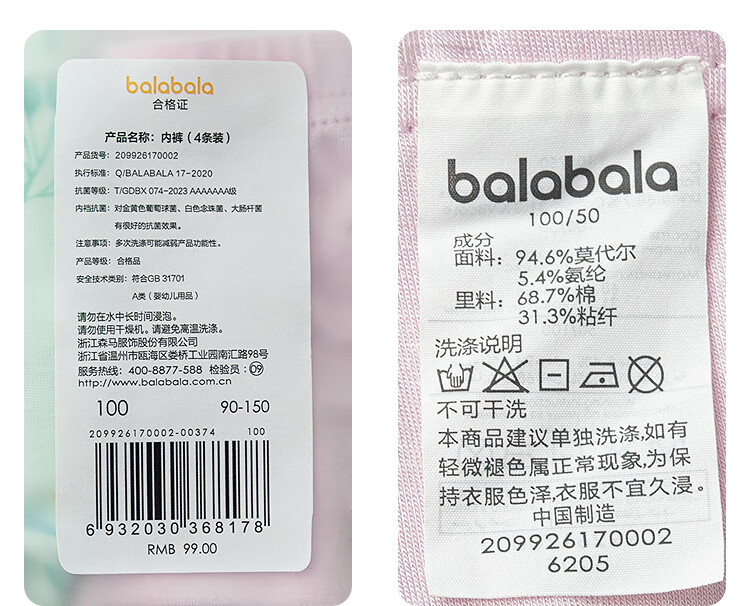 balabala
合格证
产品名称：内裤（4条装）
产品货号：209926170002
执行标准：Q/BALABALA 17-2020
抗菌等级：T/GDBX 074-2023 AAAAAAA级
内裆抗菌：对金黄色葡萄球菌、白色念珠菌、大肠杆菌
有很好的抗菌效果。
注意事项：多次洗涤可能减弱产品功能性。
产品等级：合格品
安全技术类别：符合GB 31701
A类（婴幼儿用品）
请勿在水中长时间浸泡。
请勿使用干燥机。请避免高温洗涤。
浙江森马服饰股份有限公司
浙江省温州市瓯海区娄桥工业园南汇路98号
服务热线：400-8877-588 检验员：09
http://www.balabala.com.cn
100 90-150
209926170002-00374 100
6 932030 368178
RMB 99.00
balabala
100/50
成分
面料：94.6%莫代尔
5.4%氨纶
里料：68.7%棉
31.3%粘纤
洗涤说明
不可干洗
本商品建议单独洗涤,如有
轻微褪色属正常现象,为保
持衣服色泽,衣服不宜久浸。
中国制造
209926170002
6205